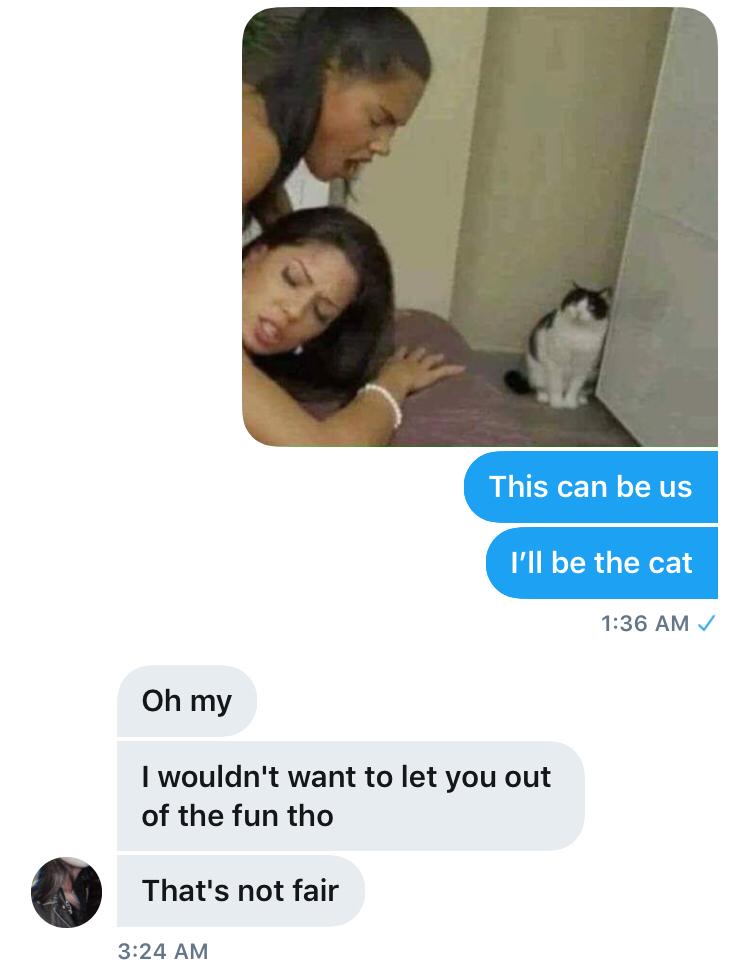 This can be us
I’ll be the cat
1:36 AM
Oh my
I wouldn't want to let you out
of the fun tho
That's not fair
3:24 AM